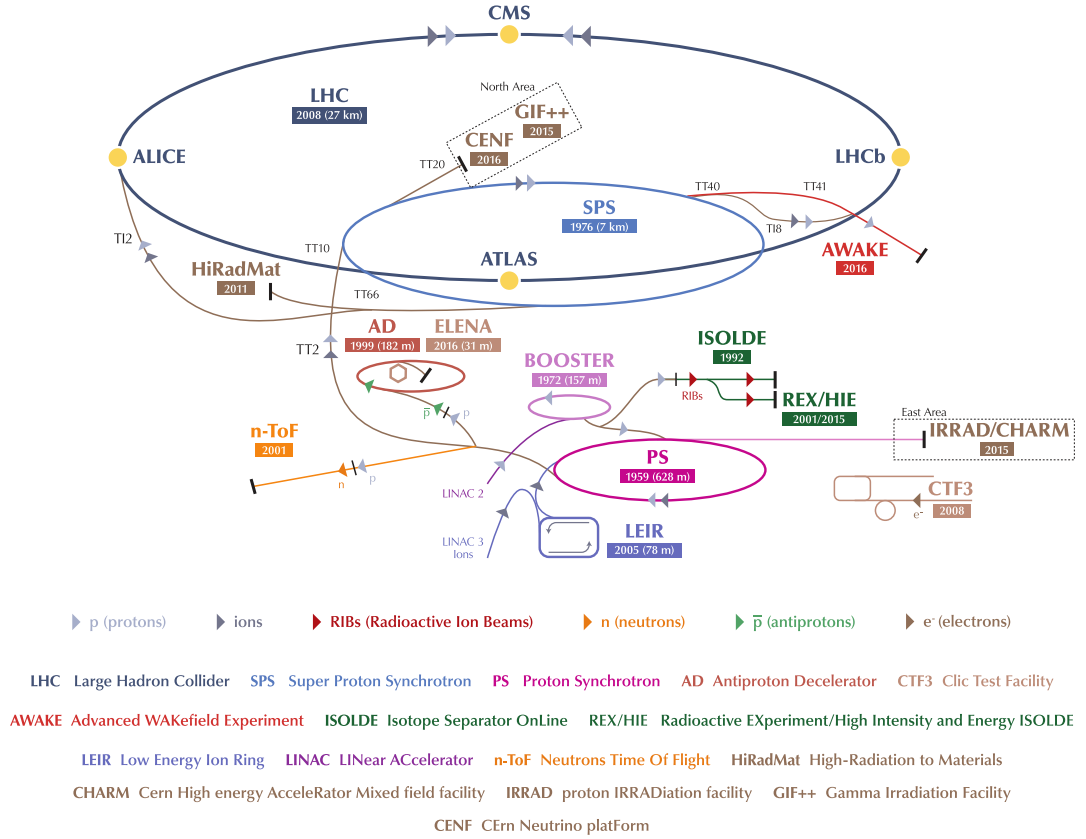 CMS
North Area
LHC
2008 (27 km)
GIF++
2015
CENF
2016
ALICE
LHCb
TT20
TT40
TT41
SPS
1976 (7 km)
TI8
TI2
TT10
ATLAS
AWAKE
2016
HiRadMat
2011
TT66
AD
1999 (182 m)
ELENA
2016 (31 m)
TT2
ISOLDE
1992
BOOSTER
1972 (157 m)
RIBs
REX/HIE
2001/2015
p̅
p
East Area
n-ToF
2001
IRRAD/CHARM
2015
PS
1959 (628 m)
n
p
LINAC 2
CTF3
2008
e-
LEIR
2005 (78 m)
LINAC 3
Ions
p (protons) ions RIBs (Radioactive Ion Beams) n (neutrons) p̅ (antiprotons) e- (electrons)
LHC Large Hadron Collider SPS Super Proton Synchrotron PS Proton Synchrotron AD Antiproton Decelerator CTF3 Clic Test Facility
AWAKE Advanced WAKefield Experiment ISOLDE Isotope Separator OnLine REX/HIE Radioactive EXperiment/High Intensity and Energy ISOLDE
LEIR Low Energy Ion Ring LINAC LINear ACcelerator n-ToF Neutrons Time Of Flight HiRadMat High-Radiation to Materials
CHARM Cern High energy AcceleRator Mixed field facility IRRAD proton IRRADiation facility GIF++ Gamma Irradiation Facility
CENF CErn Neutrino platForm